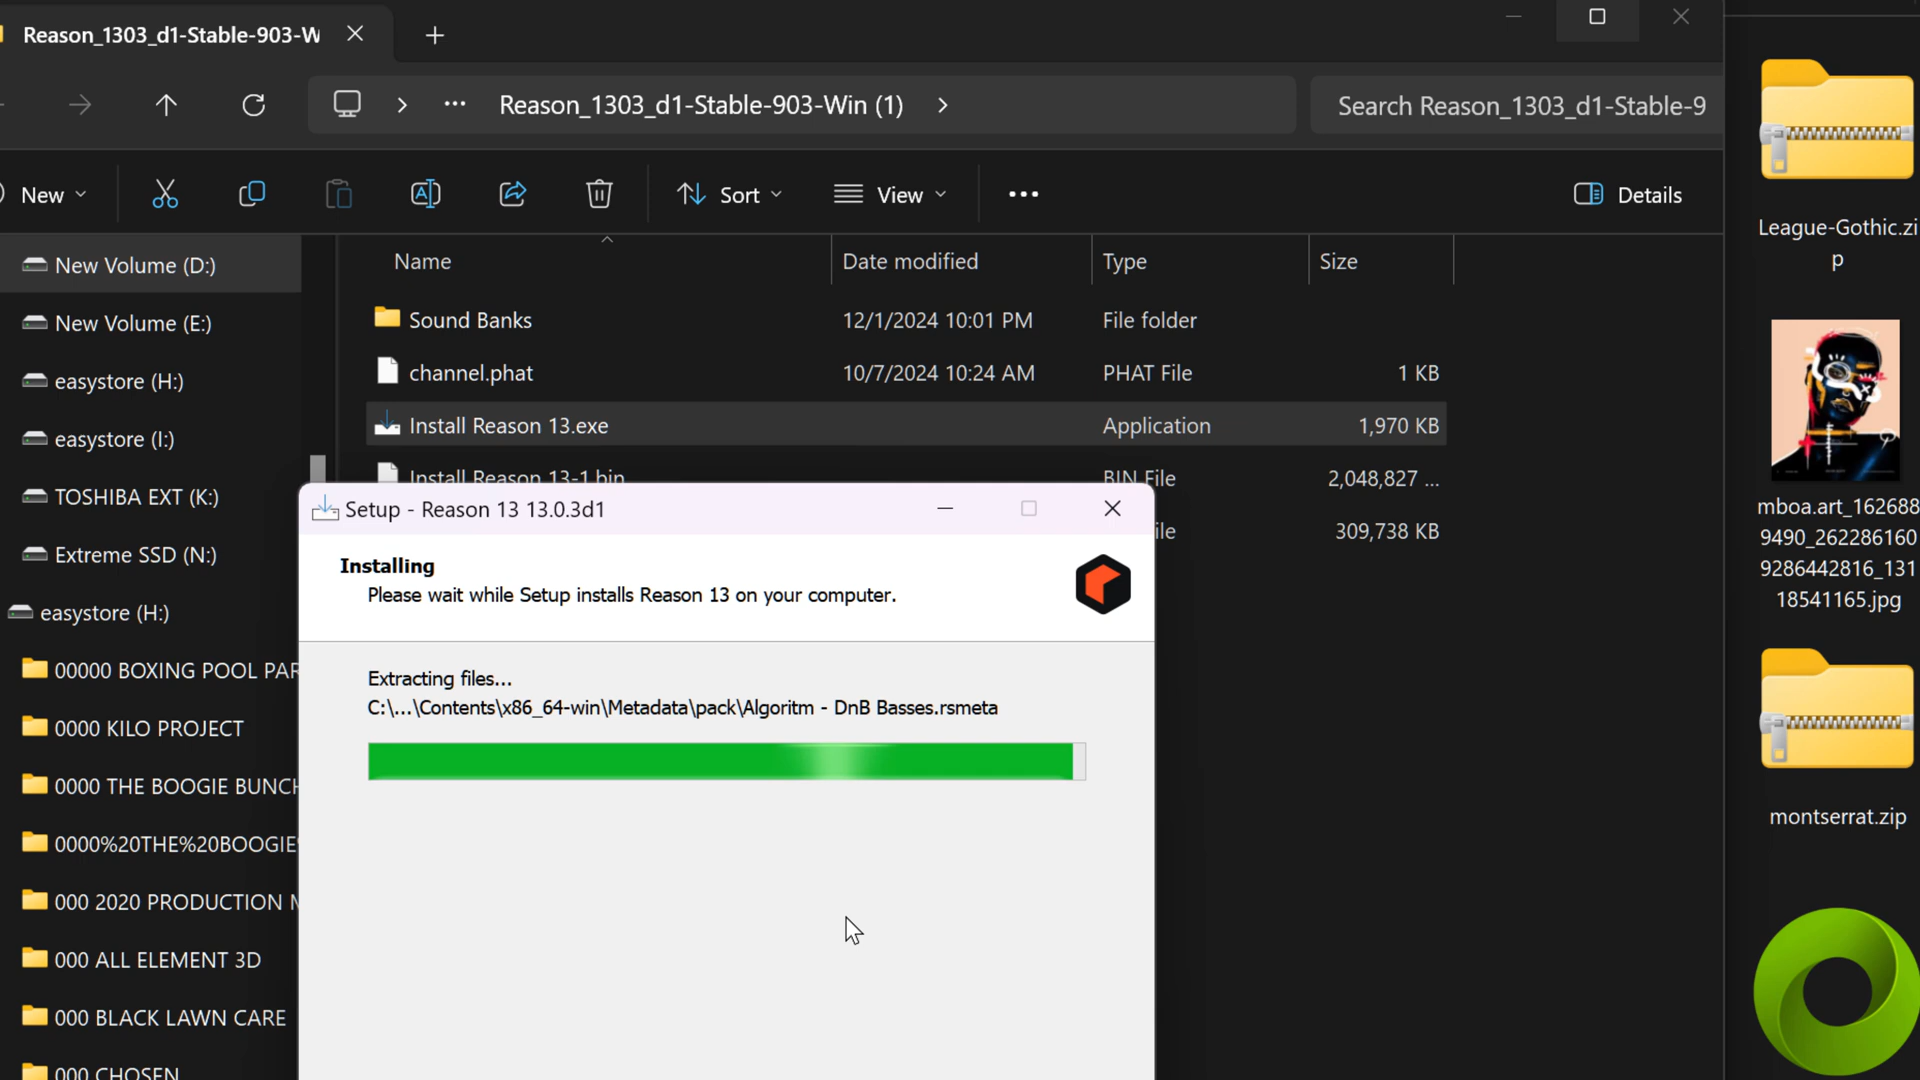 Reason_1303_d1-Stable-903-W
Reason_1303_d1-Stable-903-Win (1)
Search Reason_1303_d1-Stable-9
New
Sort
View
Details
New Volume (D:)
New Volume (E:)
easystore (H:)
easystore (I:)
TOSHIBA EXT (K:)
Extreme SSD (N:)
easystore (H:)
00000 BOXING POOL PAR
0000 KILO PROJECT
0000 THE BOOGIE BUNCH
0000%20THE%20BOOGIE
000 2020 PRODUCTION M
000 ALL ELEMENT 3D
000 BLACK LAWN CARE
000 CHOSEN
Name Date modified Type Size
Sound Banks 12/1/2024 10:01 PM File folder
channel.phat 10/7/2024 10:24 AM PHAT File 1 KB
Install Reason 13.exe Application 1,970 KB
Install Reason 13-1.bin BIN File 2,048,827 ...
ile 309,738 KB
Setup - Reason 13 13.0.3d1
Installing
Please wait while Setup installs Reason 13 on your computer.
Extracting files...
C:\...\Contents\x86_64-win\Metadata\pack\Algoritm - DnB Basses.rsmeta
League-Gothic.zi
p
mboa.art_162688
9490_262286160
9286442816_131
18541165.jpg
montserrat.zip